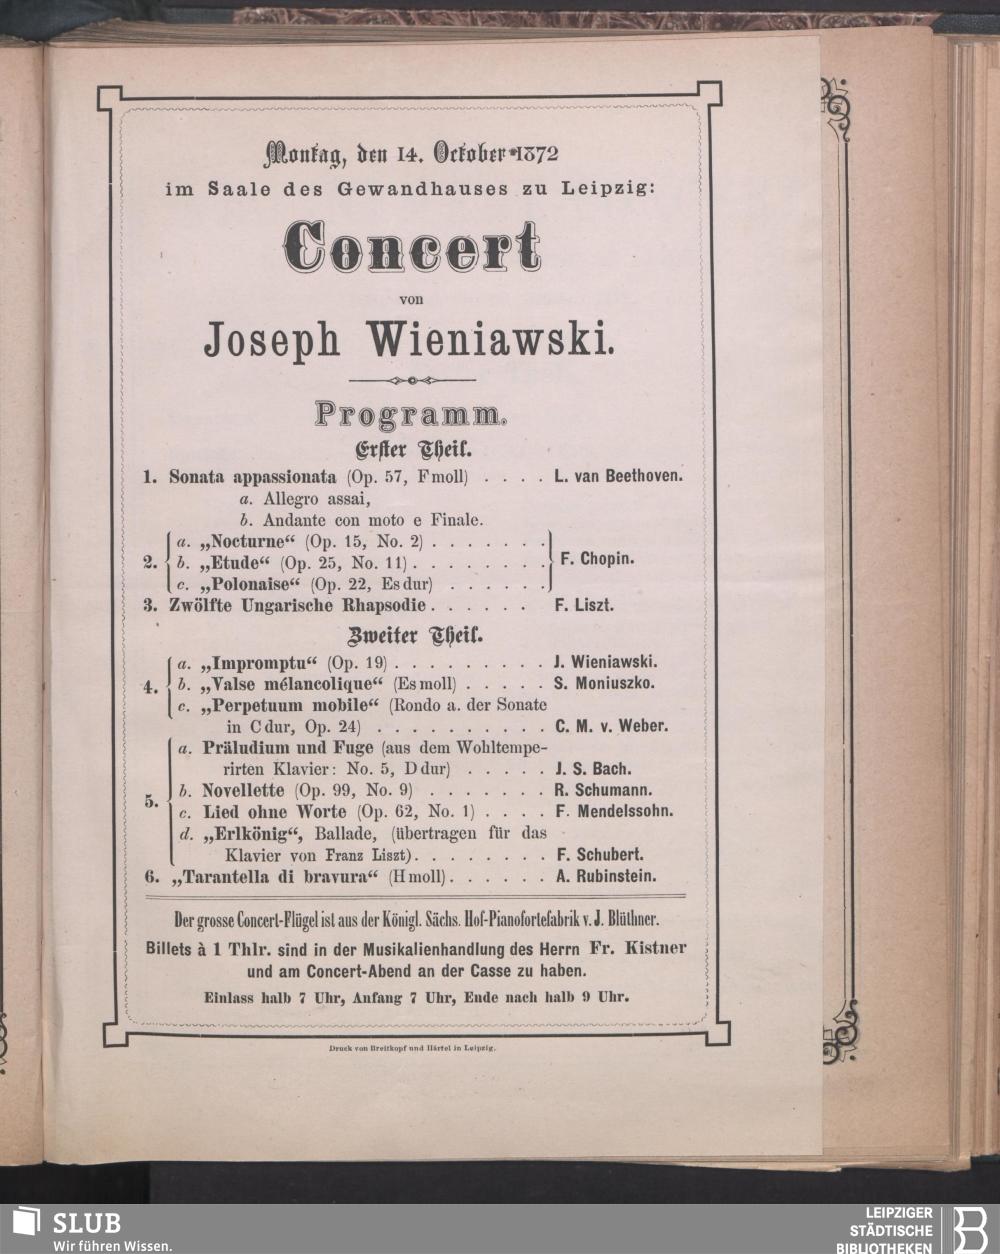 Montag, den 14. October 1872
im Saale des Gewandhauses zu Leipzig:
Concert
von
Joseph Wieniawski.
Programm.
Erster Theil.
1. Sonata appassionata (Op. 57, F moll) . . . . L. van Beethoven.
a. Allegro assai,
b. Andante con moto e Finale.
2. a. „Nocturne“ (Op. 15, No. 2) . . . . . . .
b. „Etude“ (Op. 25, No. 11) . . . . . . . . F. Chopin.
c. „Polonaise“ (Op. 22, Es dur) . . . . . .
3. Zwölfte Ungarische Rhapsodie . . . . . . F. Liszt.
Zweiter Theil.
4. a. „Impromptu“ (Op. 19) . . . . . . . . . J. Wieniawski.
b. „Valse mélancolique“ (Es moll) . . . . . S. Moniuszko.
c. „Perpetuum mobile“ (Rondo a. der Sonate
in C dur, Op. 24) . . . . . . . . . . C. M. v. Weber.
5. a. Präludium und Fuge (aus dem Wohltempe-
rirten Klavier: No. 5, D dur) . . . . . J. S. Bach.
b. Novellette (Op. 99, No. 9) . . . . . . . R. Schumann.
c. Lied ohne Worte (Op. 62, No. 1) . . . . F. Mendelssohn.
d. „Erlkönig“, Ballade, (übertragen für das
Klavier von Franz Liszt) . . . . . . . F. Schubert.
6. „Tarantella di bravura“ (H moll) . . . . . . A. Rubinstein.
Der grosse Concert-Flügel ist aus der Königl. Sächs. Hof-Pianofortefabrik v. J. Blüthner.
Billets à 1 Thlr. sind in der Musikalienhandlung des Herrn Fr. Kistner
und am Concert-Abend an der Casse zu haben.
Einlass halb 7 Uhr, Anfang 7 Uhr, Ende nach halb 9 Uhr.
Druck von Breitkopf und Härtel in Leipzig.
SLUB
Wir führen Wissen.
LEIPZIGER
STÄDTISCHE
BIBLIOTHEKEN